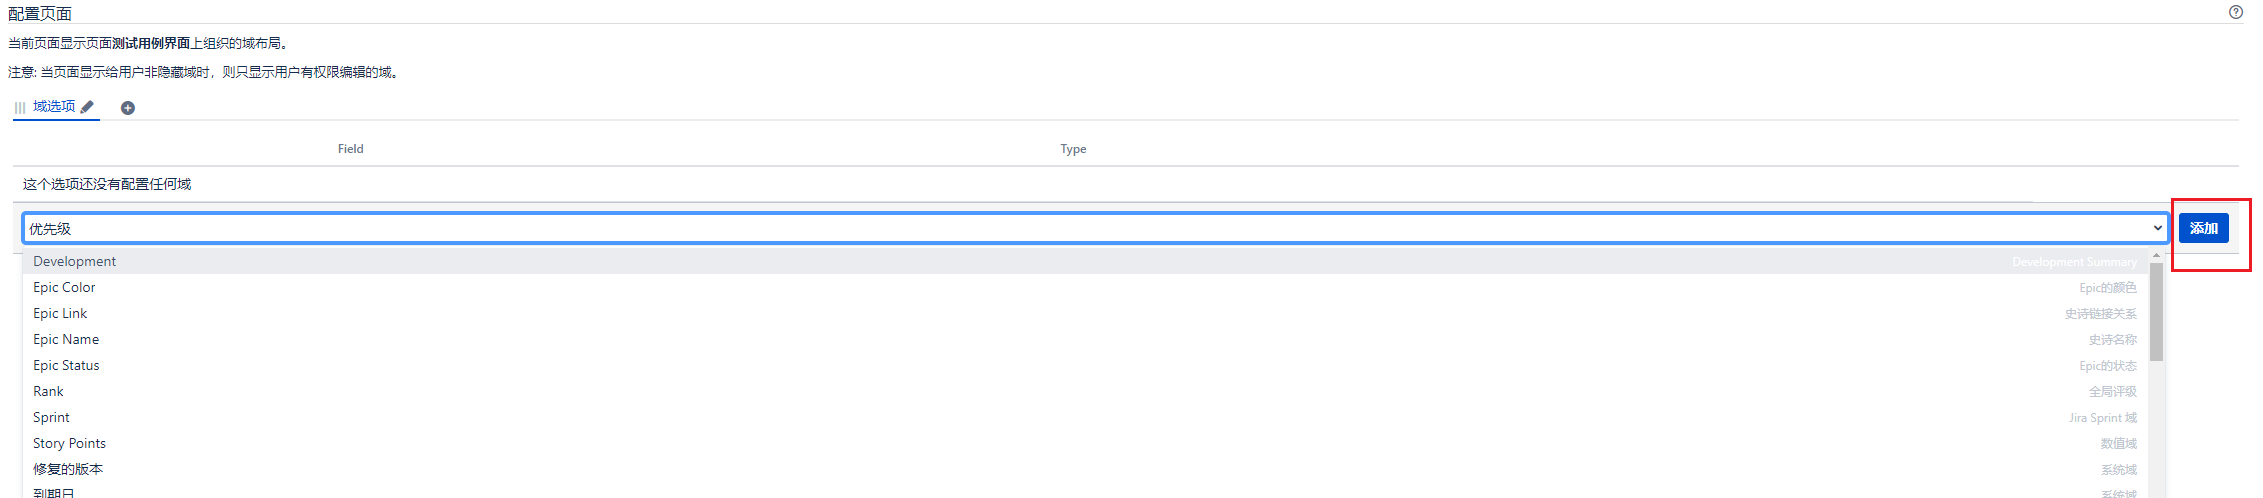 配置页面
当前页面显示页面测试用例界面上组织的域布局。
注意: 当页面显示给用户非隐藏域时，则只显示用户有权限编辑的域。
域选项
Field Type
这个选项还没有配置任何域
优先级 添加
Development Development Summary
Epic Color Epic的颜色
Epic Link 史诗链接关系
Epic Name 史诗名称
Epic Status Epic的状态
Rank 全局评级
Sprint Jira Sprint 域
Story Points 数值域
修复的版本 系统域
到期日 系统域